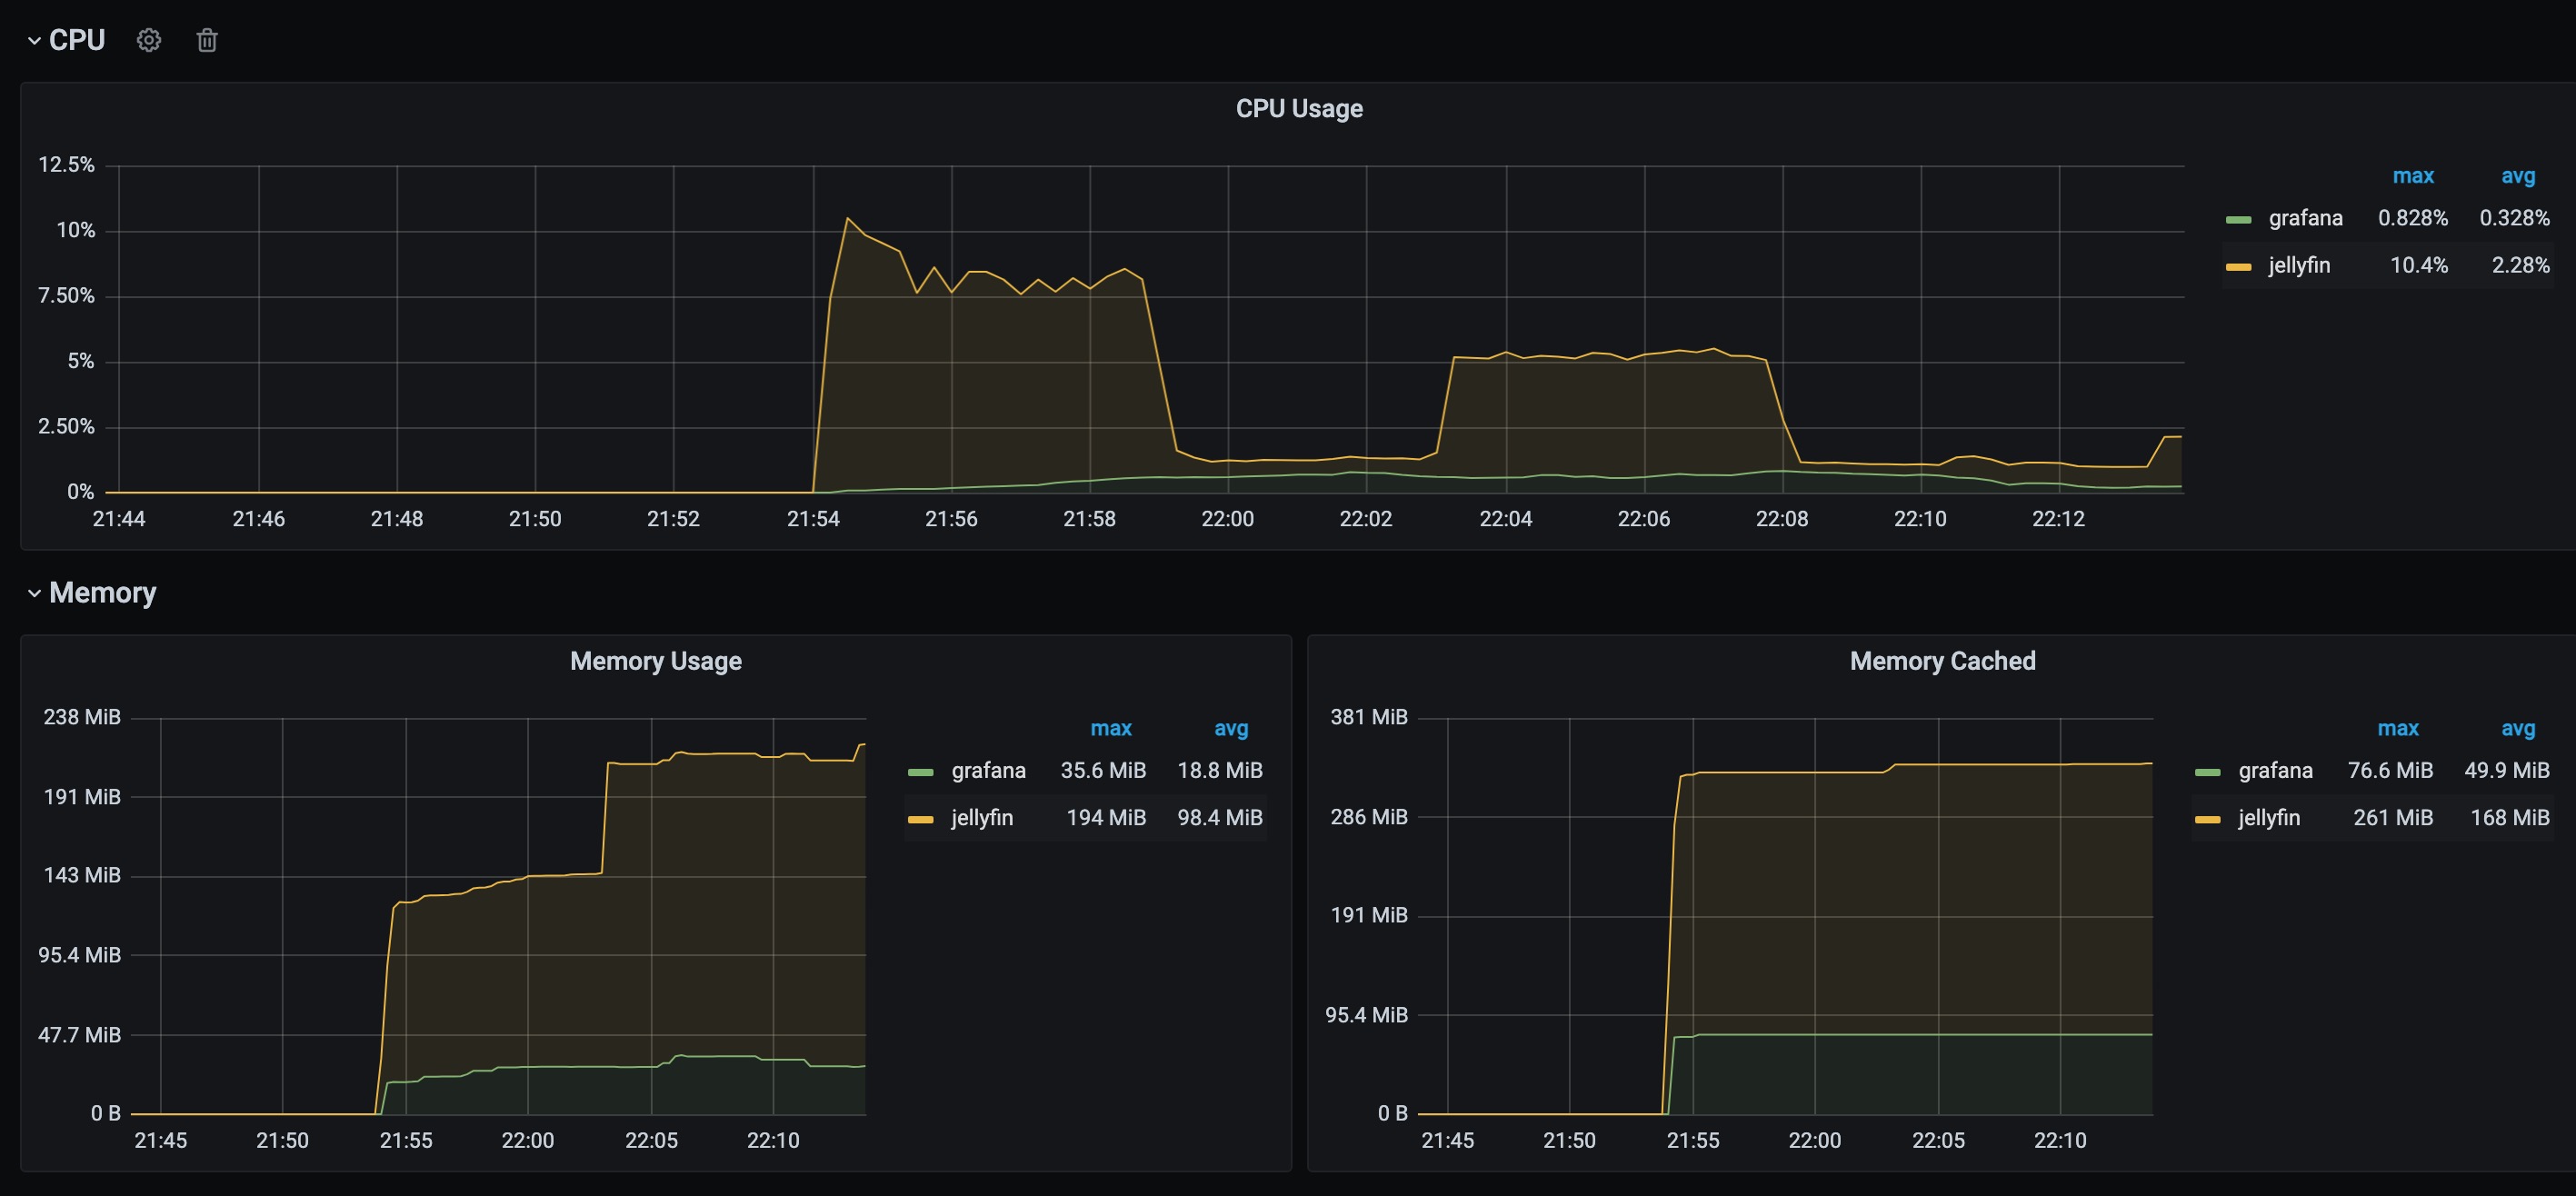 CPU
CPU Usage
12.5%
10%
7.50%
5%
2.50%
0%
21:44 21:46 21:48 21:50 21:52 21:54 21:56 21:58 22:00 22:02 22:04 22:06 22:08 22:10 22:12
max avg
grafana 0.828% 0.328%
jellyfin 10.4% 2.28%
Memory
Memory Usage
238 MiB
191 MiB
143 MiB
95.4 MiB
47.7 MiB
0 B
21:45 21:50 21:55 22:00 22:05 22:10
max avg
grafana 35.6 MiB 18.8 MiB
jellyfin 194 MiB 98.4 MiB
Memory Cached
381 MiB
286 MiB
191 MiB
95.4 MiB
0 B
21:45 21:50 21:55 22:00 22:05 22:10
max avg
grafana 76.6 MiB 49.9 MiB
jellyfin 261 MiB 168 MiB